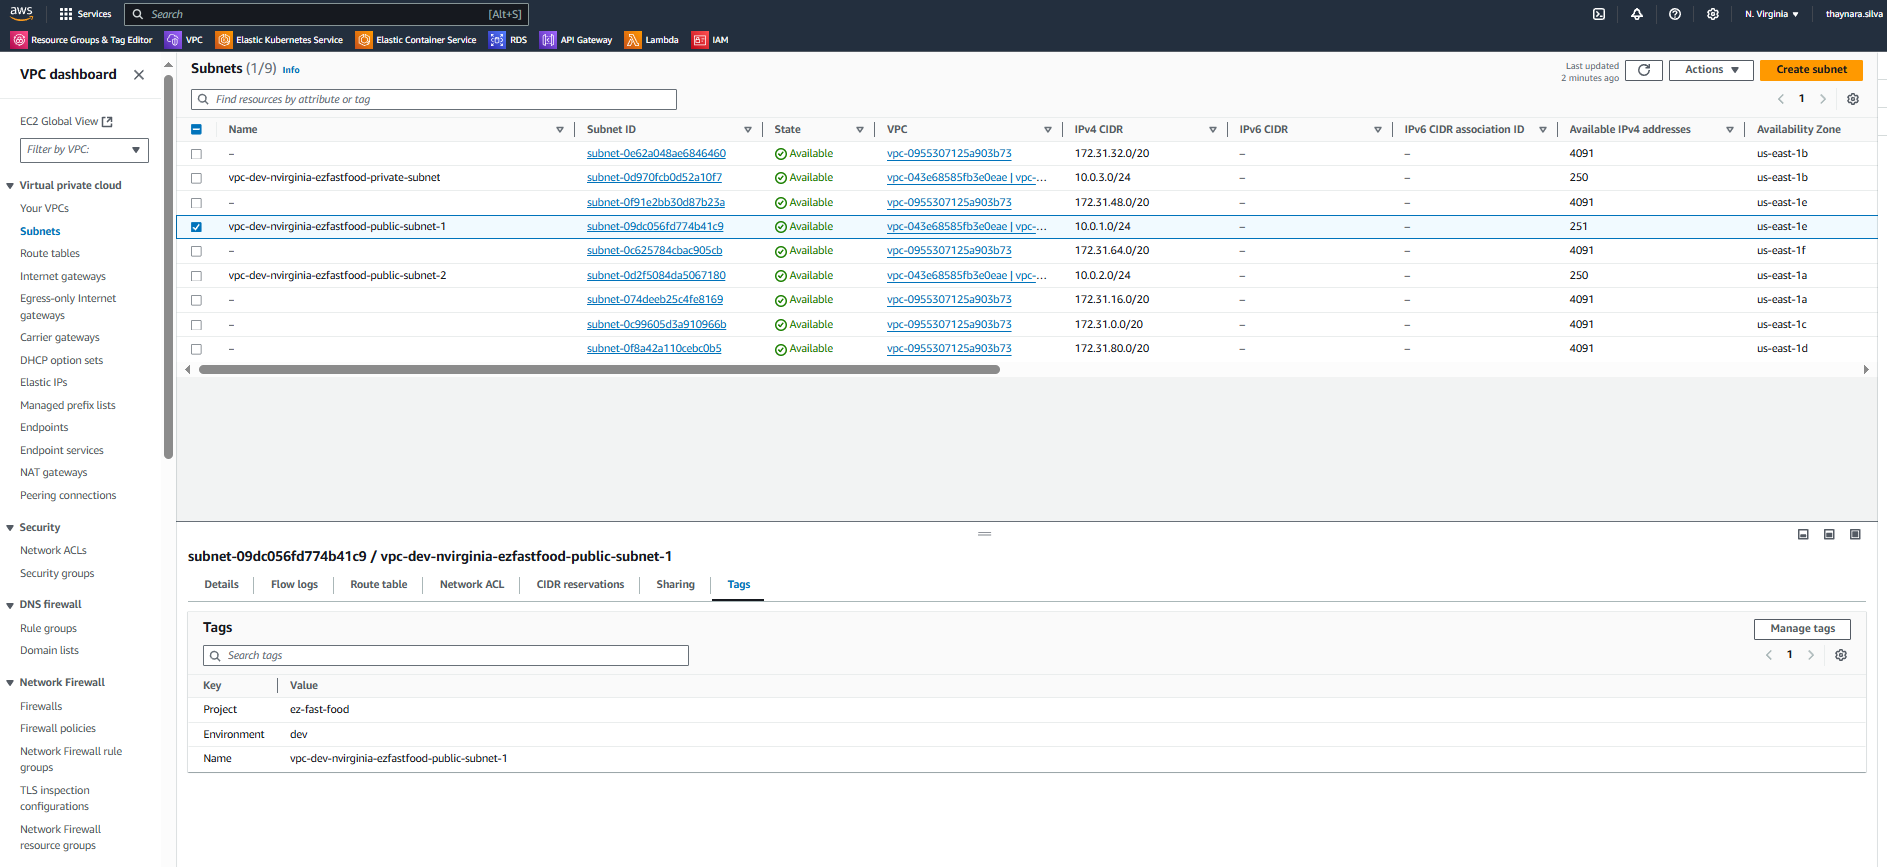 aws Services Search [Alt+S] N. Virginia thaynara.silva
Resource Groups & Tag Editor VPC Elastic Kubernetes Service Elastic Container Service RDS API Gateway Lambda IAM
VPC dashboard
EC2 Global View
Filter by VPC:
Virtual private cloud
Your VPCs
Subnets
Route tables
Internet gateways
Egress-only Internet
gateways
Carrier gateways
DHCP option sets
Elastic IPs
Managed prefix lists
Endpoints
Endpoint services
NAT gateways
Peering connections
Security
Network ACLs
Security groups
DNS firewall
Rule groups
Domain lists
Network Firewall
Firewalls
Firewall policies
Network Firewall rule
groups
TLS inspection
configurations
Network Firewall
resource groups
Subnets (1/9) Info
Last updated
2 minutes ago
Actions Create subnet
Find resources by attribute or tag
1
Name Subnet ID State VPC IPv4 CIDR IPv6 CIDR IPv6 CIDR association ID Available IPv4 addresses Availability Zone
– subnet-0e62a048ae6846460 Available vpc-0955307125a903b73 172.31.32.0/20 – – 4091 us-east-1b
vpc-dev-nvirginia-ezfastfood-private-subnet subnet-0d970fcb0d52a10f7 Available vpc-043e68585fb3e0eae | vpc-... 10.0.3.0/24 – – 250 us-east-1b
– subnet-0f91e2bb30d87b23a Available vpc-0955307125a903b73 172.31.48.0/20 – – 4091 us-east-1e
vpc-dev-nvirginia-ezfastfood-public-subnet-1 subnet-09dc056fd774b41c9 Available vpc-043e68585fb3e0eae | vpc-... 10.0.1.0/24 – – 251 us-east-1e
– subnet-0c625784cbac905cb Available vpc-0955307125a903b73 172.31.64.0/20 – – 4091 us-east-1f
vpc-dev-nvirginia-ezfastfood-public-subnet-2 subnet-0d2f5084da5067180 Available vpc-043e68585fb3e0eae | vpc-... 10.0.2.0/24 – – 250 us-east-1a
– subnet-074deeb25c4fe8169 Available vpc-0955307125a903b73 172.31.16.0/20 – – 4091 us-east-1a
– subnet-0c99605d3a910966b Available vpc-0955307125a903b73 172.31.0.0/20 – – 4091 us-east-1c
– subnet-0f8a42a110cebc0b5 Available vpc-0955307125a903b73 172.31.80.0/20 – – 4091 us-east-1d
subnet-09dc056fd774b41c9 / vpc-dev-nvirginia-ezfastfood-public-subnet-1
Details Flow logs Route table Network ACL CIDR reservations Sharing Tags
Tags
Manage tags
Search tags
1
Key Value
Project ez-fast-food
Environment dev
Name vpc-dev-nvirginia-ezfastfood-public-subnet-1